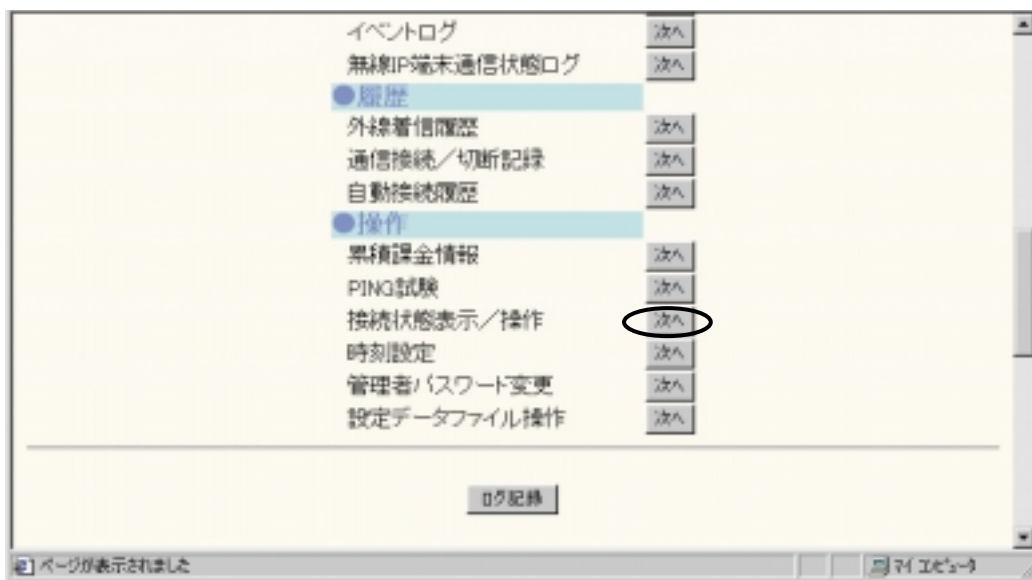 イベントログ 次へ
無線IP端末通信状態ログ 次へ
●履歴
外線着信履歴 次へ
通信接続／切断記録 次へ
自動接続履歴 次へ
●操作
累積課金情報 次へ
PING試験 次へ
接続状態表示／操作 次へ
時刻設定 次へ
管理者パスワード変更 次へ
設定データファイル操作 次へ
ログ記録
ページが表示されました マイ コンピュータ